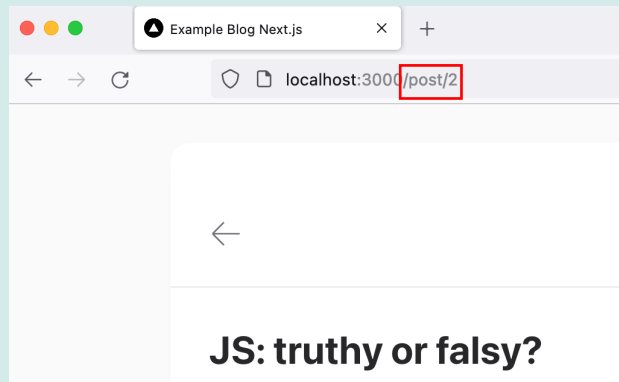 Example Blog Next.js
localhost:3000/post/2
JS: truthy or falsy?